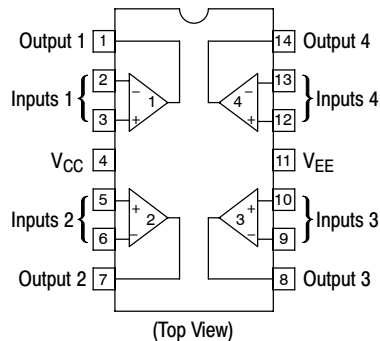 Output 1 1 14 Output 4
Inputs 1 { 2 − 1 − 13 } Inputs 4
3 + 4 + 12
VCC 4 11 VEE
Inputs 2 { 5 + 2 + 10 } Inputs 3
6 − 3 − 9
Output 2 7 8 Output 3
(Top View)